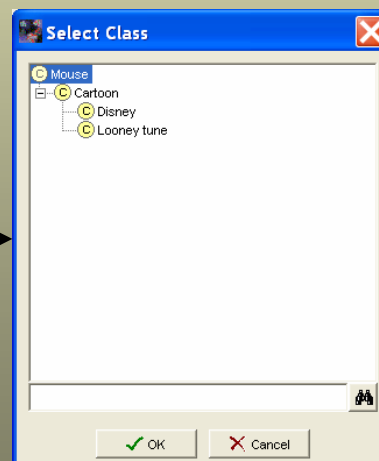 Select Class
C Mouse
C Cartoon
C Disney
C Looney tune
OK
Cancel